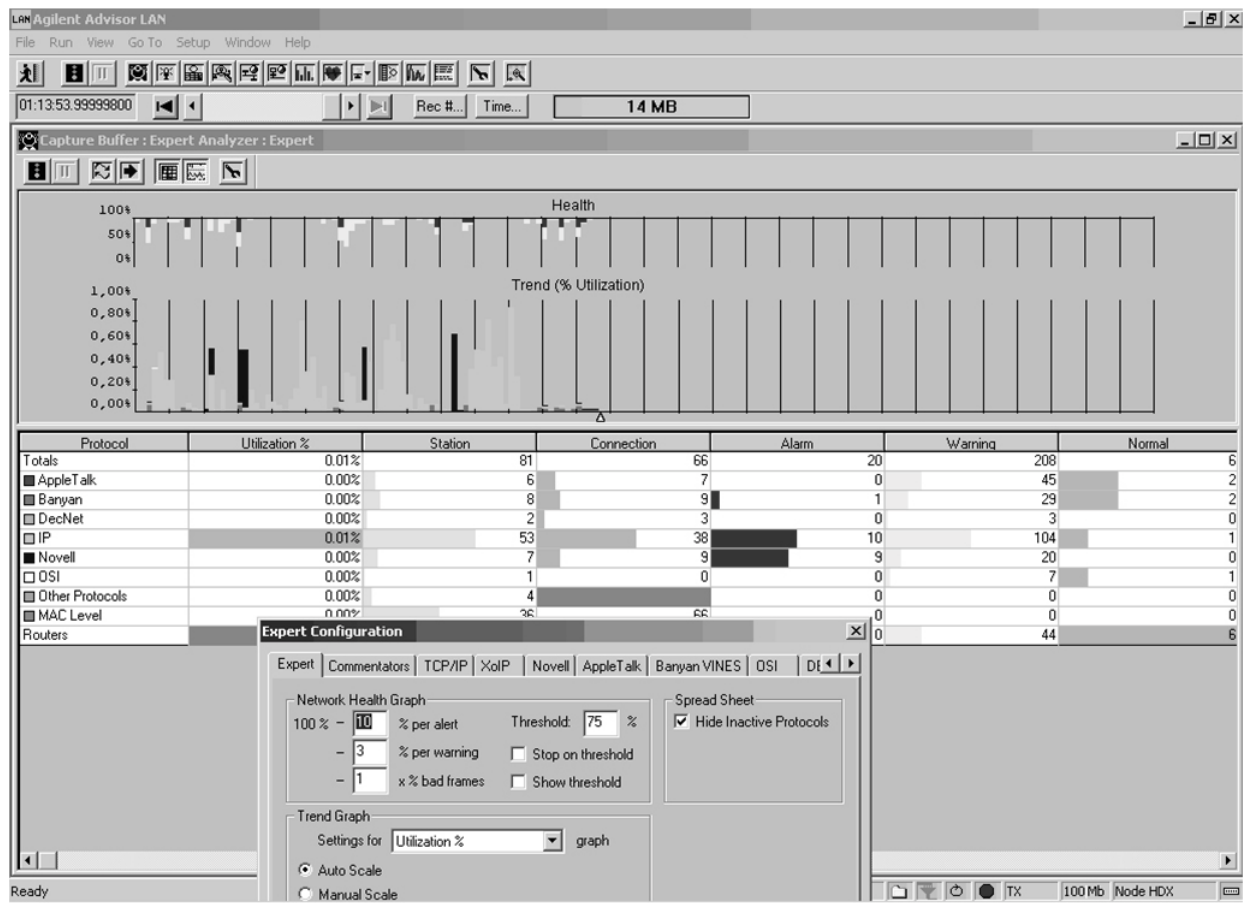 LAN Agilent Advisor LAN
File Run View Go To Setup Window Help
01:13:53.99999800 Rec #... Time... 14 MB
Capture Buffer : Expert Analyzer : Expert
Health
100%
50%
0%
Trend (% Utilization)
1,00%
0,80%
0,60%
0,40%
0,20%
0,00%
Protocol Utilization % Station Connection Alarm Warning Normal
Totals 0.01% 81 66 20 208 6
AppleTalk 0.00% 6 7 0 45 2
Banyan 0.00% 8 9 1 29 2
DecNet 0.00% 2 3 0 3 0
IP 0.01% 53 38 10 104 1
Novell 0.00% 7 9 9 20 0
OSI 0.00% 1 0 0 7 1
Other Protocols 0.00% 4 0 0 0
MAC Level 0.00% 36 66 0 0 0
Routers 0 44 6
Expert Configuration
Expert Commentators TCP/IP XoIP Novell AppleTalk Banyan VINES OSI DE
Network Health Graph Spread Sheet
100 % - 10 % per alert Threshold: 75 % Hide Inactive Protocols
- 3 % per warning Stop on threshold
- 1 x % bad frames Show threshold
Trend Graph
Settings for Utilization % graph
Auto Scale
Manual Scale
Ready TX 100 Mb Node HDX